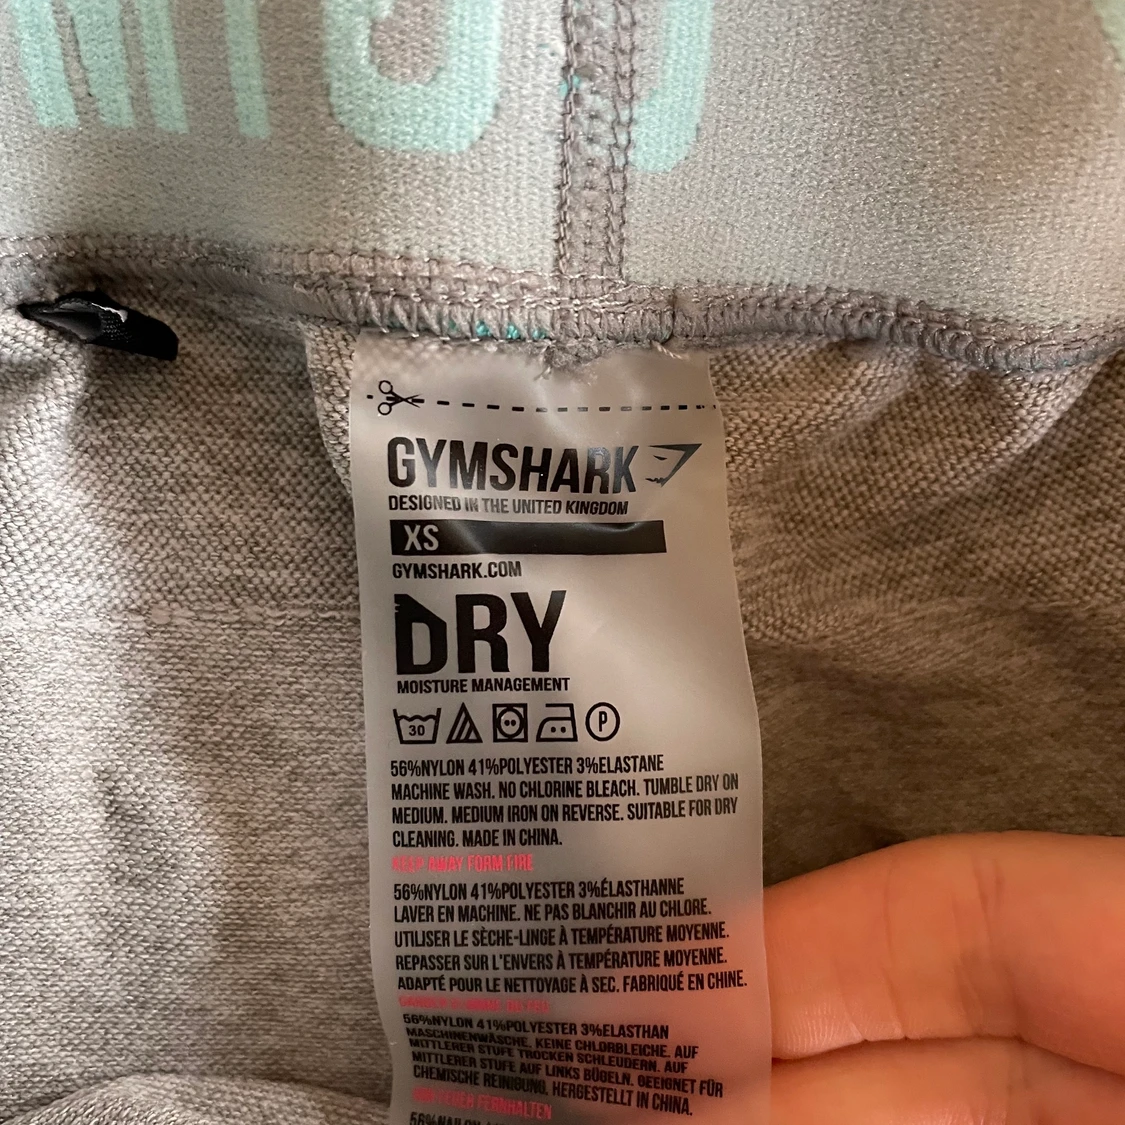 GYMSHARK
DESIGNED IN THE UNITED KINGDOM
XS
GYMSHARK.COM
DRY
MOISTURE MANAGEMENT
30
P
56%NYLON 41%POLYESTER 3%ELASTANE
MACHINE WASH. NO CHLORINE BLEACH. TUMBLE DRY ON
MEDIUM. MEDIUM IRON ON REVERSE. SUITABLE FOR DRY
CLEANING. MADE IN CHINA.
KEEP AWAY FORM FIRE
56%NYLON 41%POLYESTER 3%ÉLASTHANNE
LAVER EN MACHINE. NE PAS BLANCHIR AU CHLORE.
UTILISER LE SÈCHE-LINGE À TEMPÉRATURE MOYENNE.
REPASSER SUR L'ENVERS À TEMPÉRATURE MOYENNE.
ADAPTÉ POUR LE NETTOYAGE À SEC. FABRIQUÉ EN CHINE.
56%NYLON 41%POLYESTER 3%ELASTHAN
MASCHINENWÄSCHE. KEINE CHLORBLEICHE. AUF
MITTLERER STUFE TROCKEN SCHLEUDERN. AUF
MITTLERER STUFE AUF LINKS BÜGELN. GEEIGNET FÜR
CHEMISCHE REINIGUNG, HERGESTELLT IN CHINA.
FERNHALTEN